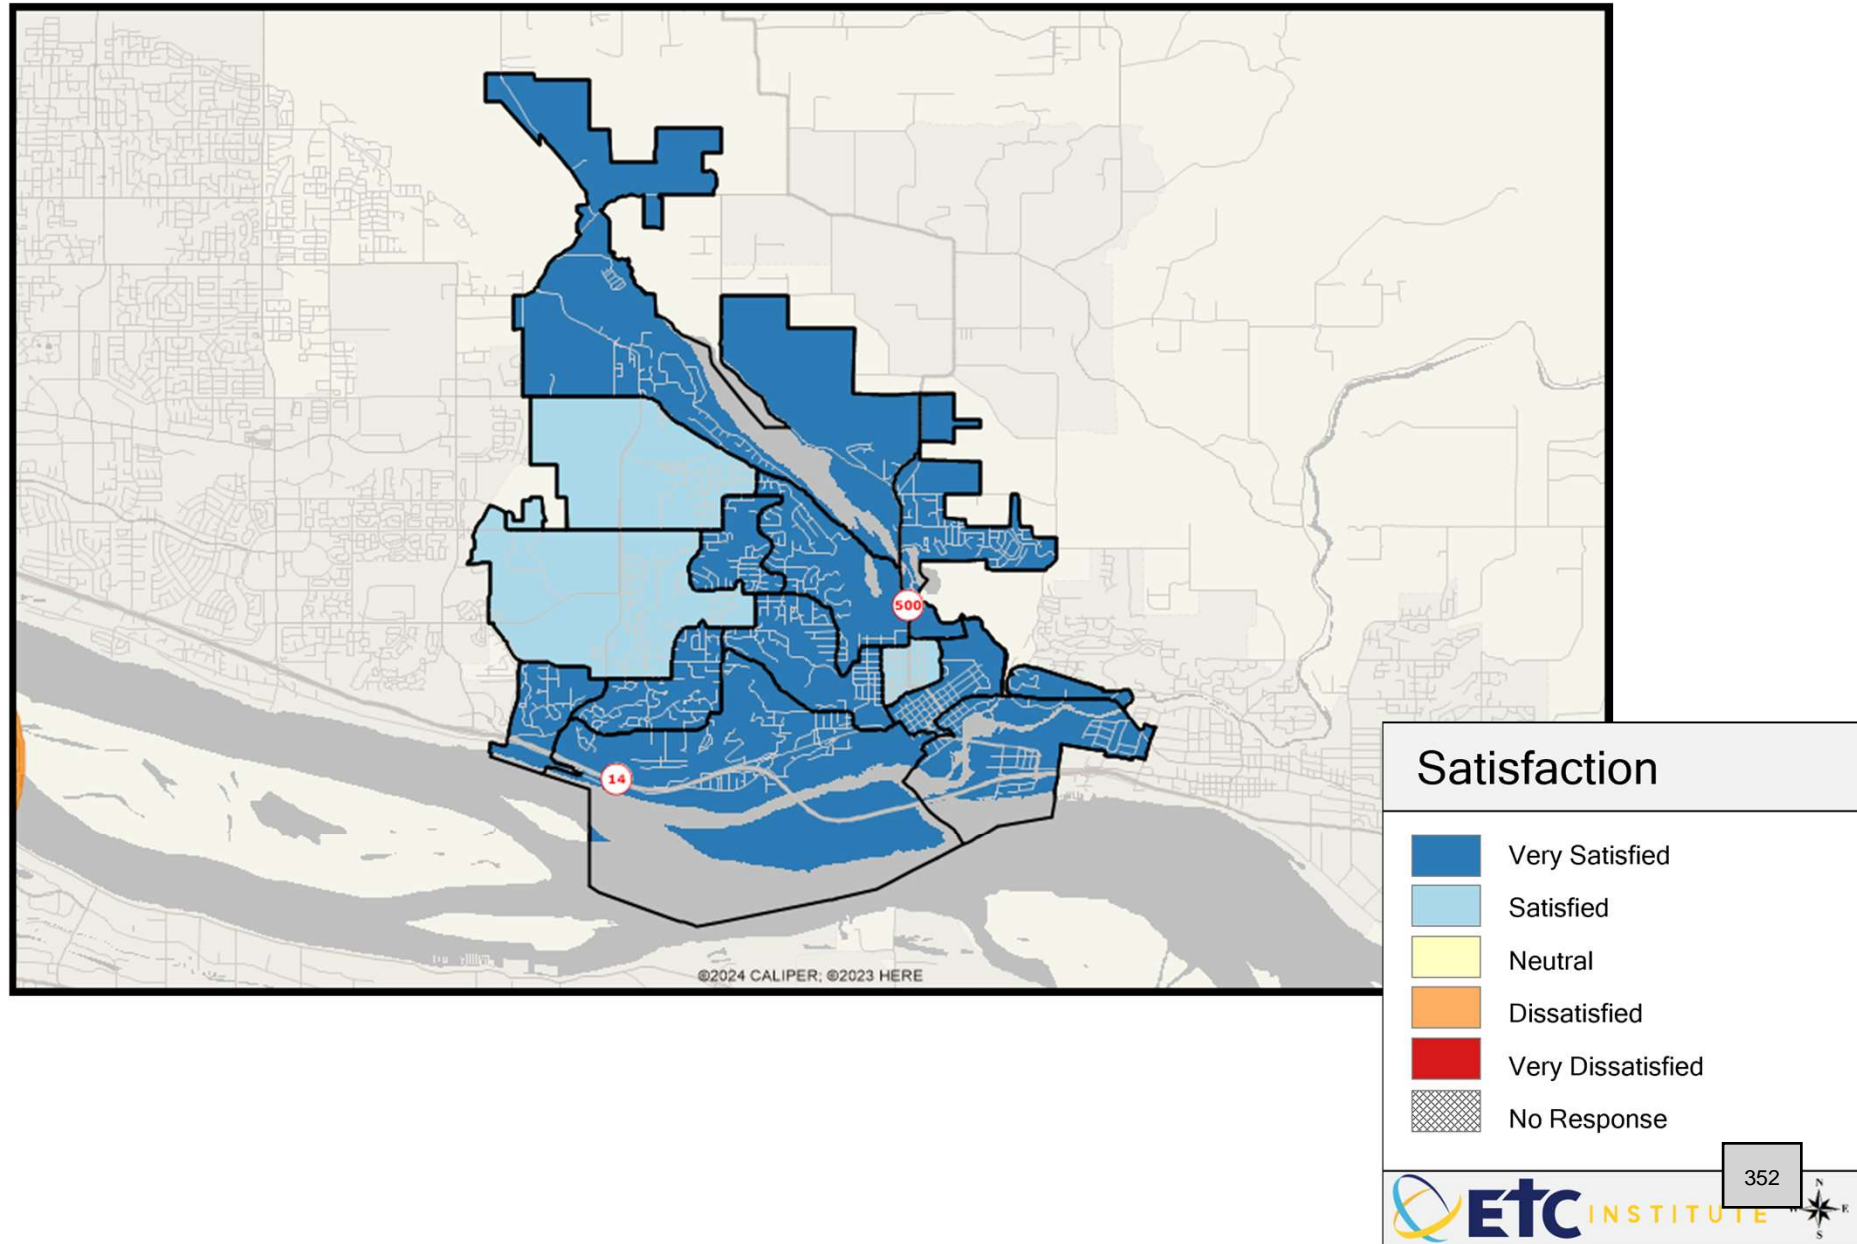 500
14
©2024 CALIPER; ©2023 HERE
Satisfaction
Very Satisfied
Satisfied
Neutral
Dissatisfied
Very Dissatisfied
No Response
352
ETC INSTITUTE
N
W E
S